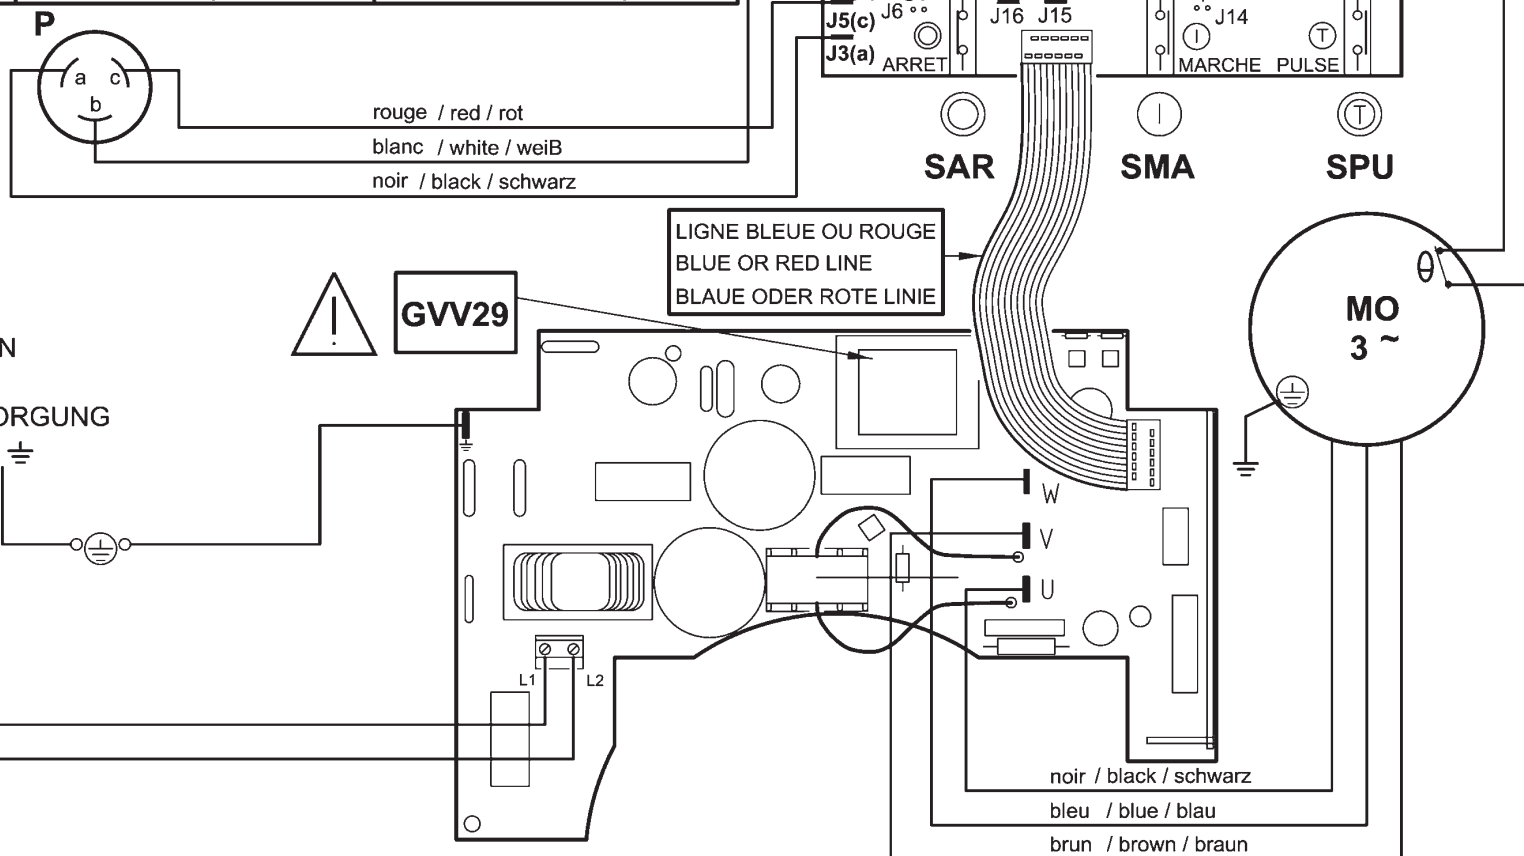 P
a
c
b
rouge / red / rot
blanc / white / weiB
noir / black / schwarz
J5(c)
J6
J3(a)
ARRET
J16
J15
J14
I
T
MARCHE
PULSE
I
T
SAR
SMA
SPU
LIGNE BLEUE OU ROUGE
BLUE OR RED LINE
BLAUE ODER ROTE LINIE
!
GVV29
θ
MO
3 ~
N
ORGUNG
W
V
U
L1
L2
noir / black / schwarz
bleu / blue / blau
brun / brown / braun